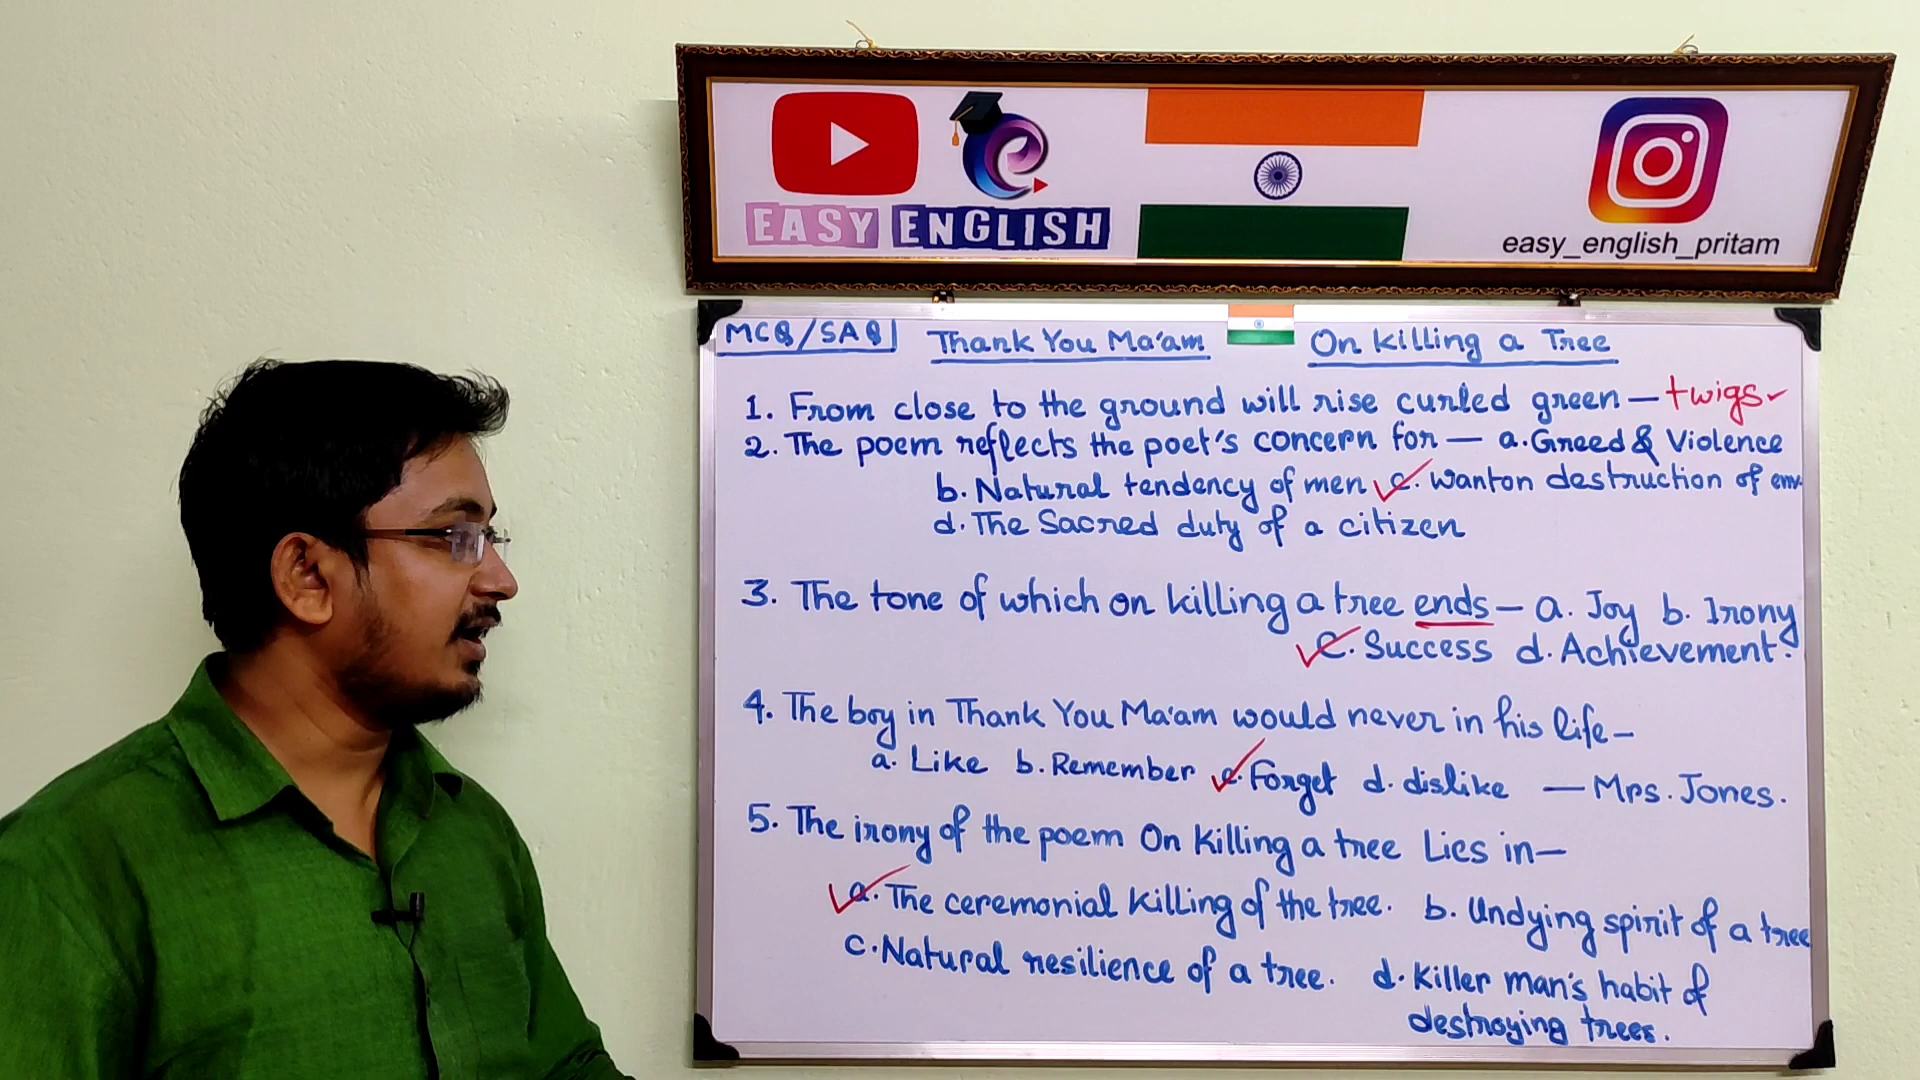 EASY ENGLISH
easy_english_pritam
MCQ/SAQ Thank You Ma'am On Killing a Tree
1. From close to the ground will rise curled green — twigs
2. The poem reflects the poet's concern for — a. Greed & Violence
b. Natural tendency of men c. Wanton destruction of env.
d. The Sacred duty of a citizen
3. The tone of which on killing a tree ends — a. Joy b. Irony
c. Success d. Achievement.
4. The boy in Thank You Ma'am would never in his life —
a. Like b. Remember c. Forget d. dislike — Mrs. Jones.
5. The irony of the poem On Killing a tree Lies in —
a. The ceremonial killing of the tree. b. Undying spirit of a tree
c. Natural resilience of a tree. d. Killer man's habit of
destroying trees.